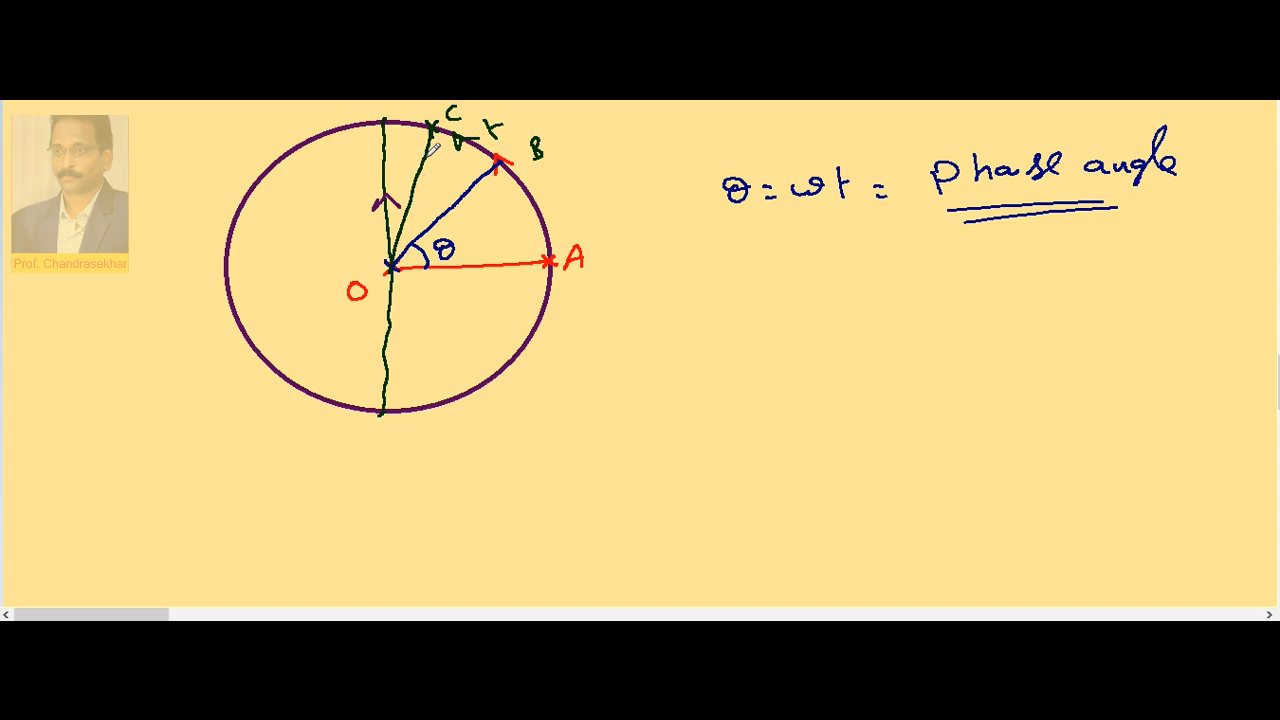 C
t
B
θ = ωt = Phase angle
θ
A
O
Prof. Chandrasekhar